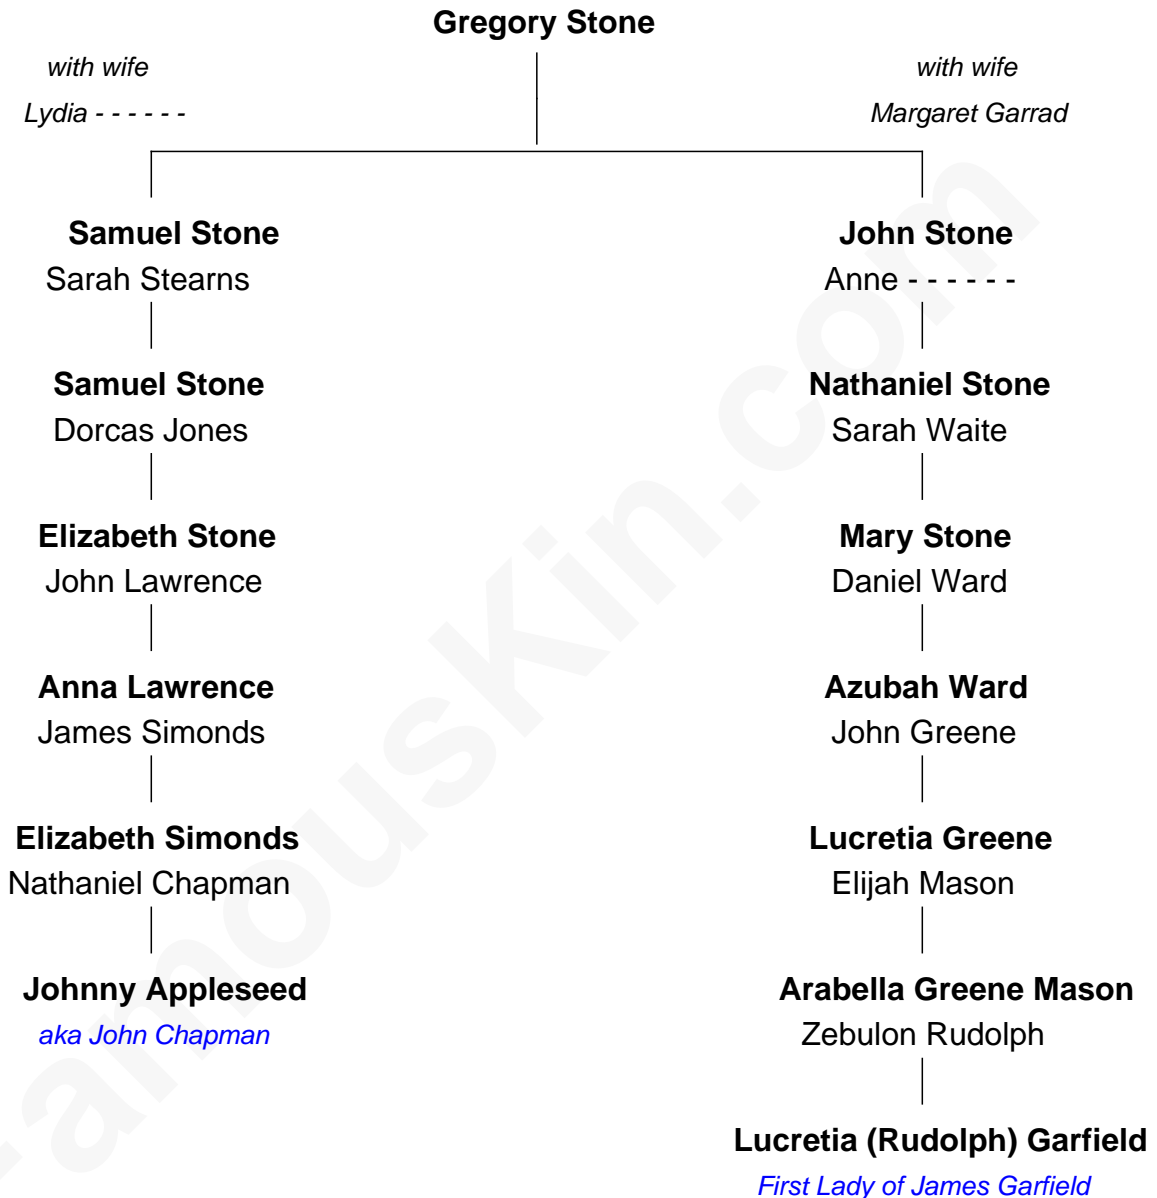 Gregory Stone
with wife
Lydia - - - - - -
with wife
Margaret Garrad
Samuel Stone
Sarah Stearns
John Stone
Anne - - - - - -
Samuel Stone
Dorcas Jones
Nathaniel Stone
Sarah Waite
Elizabeth Stone
John Lawrence
Mary Stone
Daniel Ward
Anna Lawrence
James Simonds
Azubah Ward
John Greene
Elizabeth Simonds
Nathaniel Chapman
Lucretia Greene
Elijah Mason
Johnny Appleseed
aka John Chapman
Arabella Greene Mason
Zebulon Rudolph
Lucretia (Rudolph) Garfield
First Lady of James Garfield
FamousKin.com